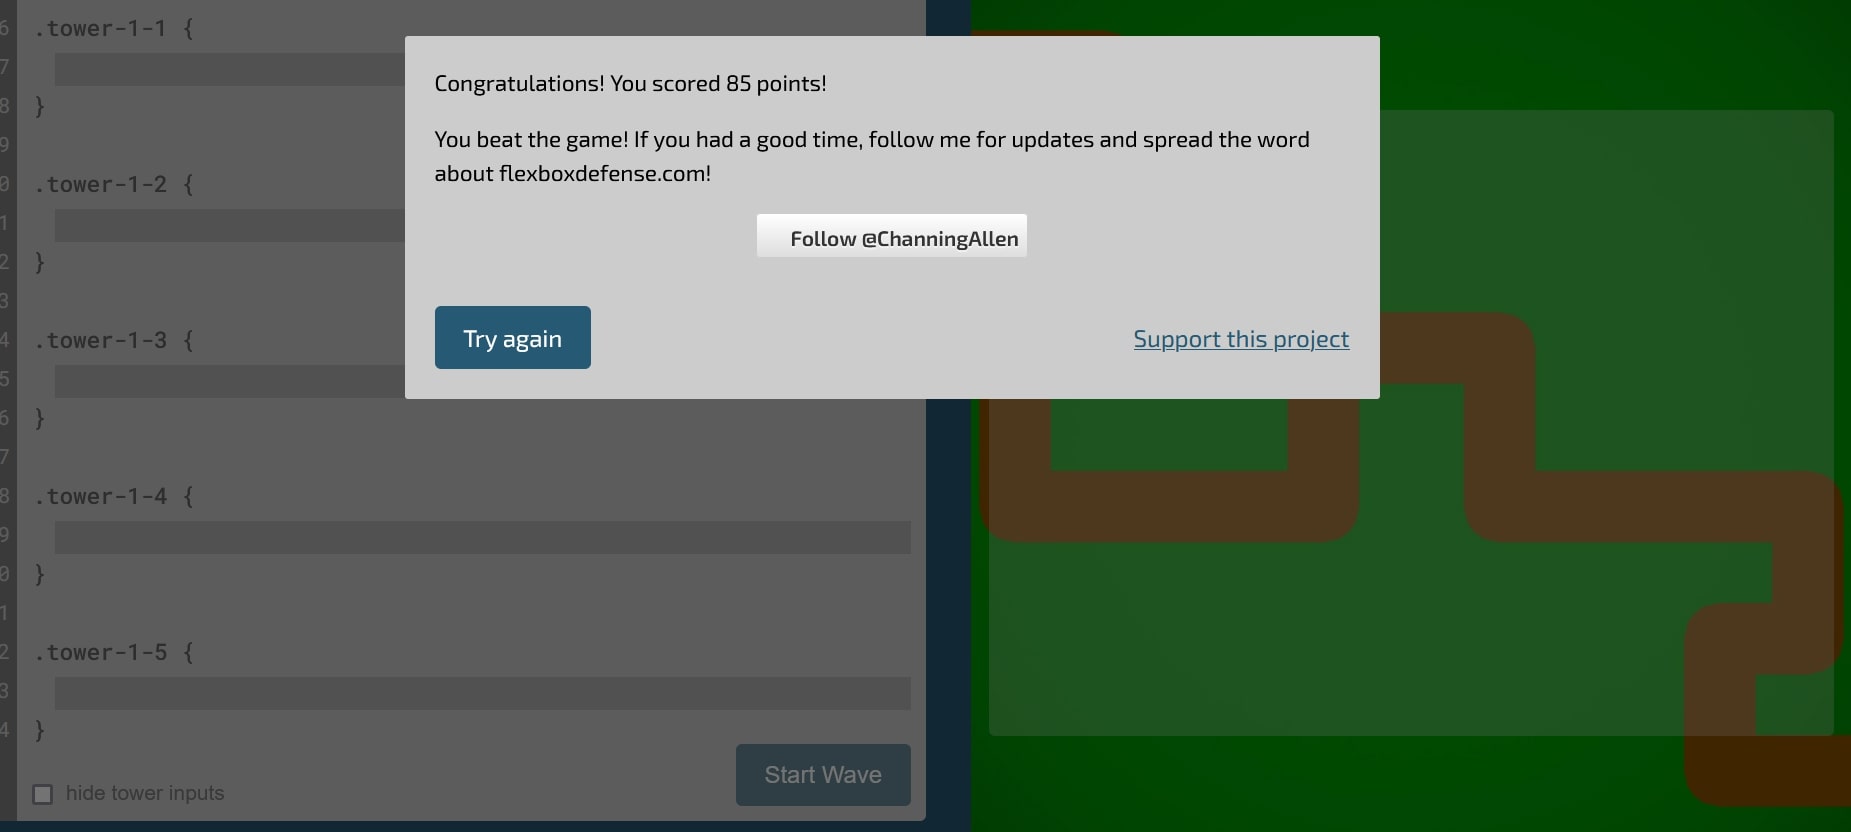 6 .tower-1-1 {
7
8 }
9
0 .tower-1-2 {
1
2 }
3
4 .tower-1-3 {
5
6 }
7
8 .tower-1-4 {
9
0 }
1
2 .tower-1-5 {
3
4 }
hide tower inputs
Start Wave
Congratulations! You scored 85 points!
You beat the game! If you had a good time, follow me for updates and spread the word
about flexboxdefense.com!
Follow @ChanningAllen
Try again
Support this project